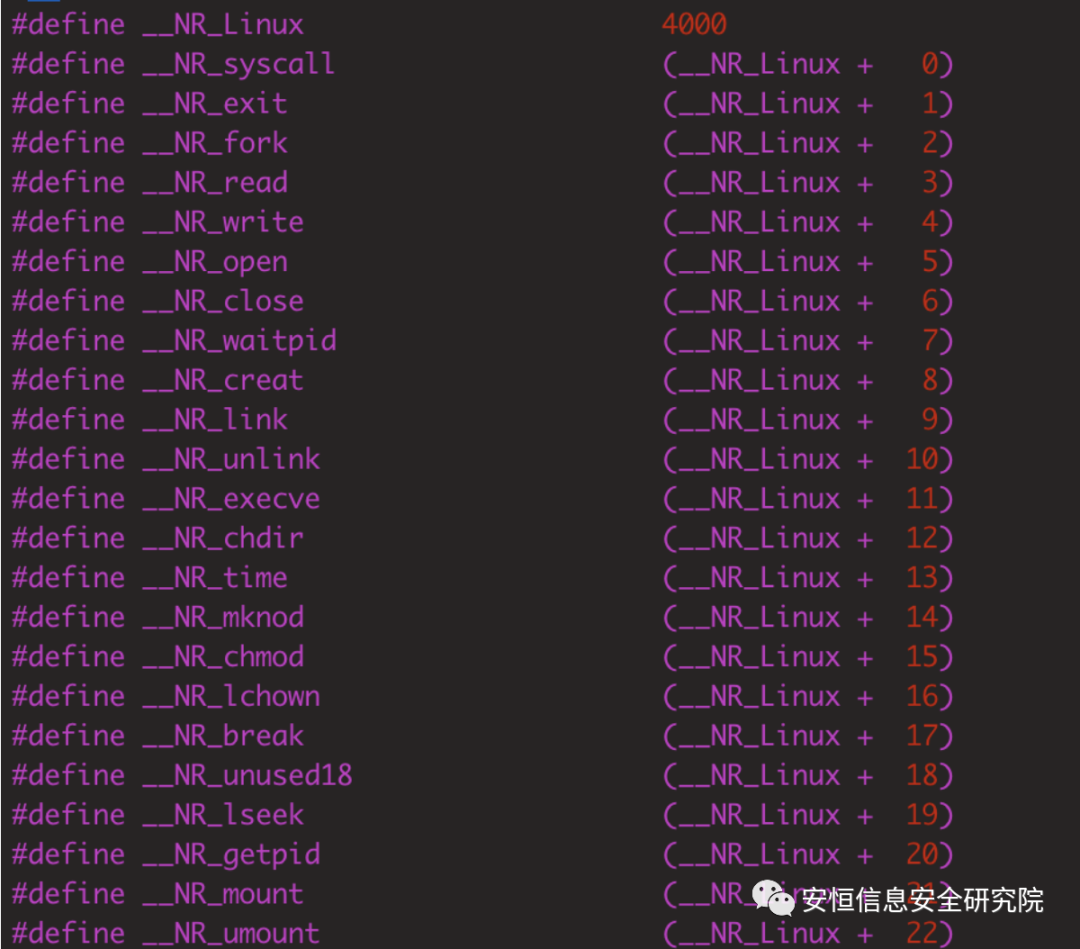 #define __NR_Linux 4000
#define __NR_syscall (__NR_Linux + 0)
#define __NR_exit (__NR_Linux + 1)
#define __NR_fork (__NR_Linux + 2)
#define __NR_read (__NR_Linux + 3)
#define __NR_write (__NR_Linux + 4)
#define __NR_open (__NR_Linux + 5)
#define __NR_close (__NR_Linux + 6)
#define __NR_waitpid (__NR_Linux + 7)
#define __NR_creat (__NR_Linux + 8)
#define __NR_link (__NR_Linux + 9)
#define __NR_unlink (__NR_Linux + 10)
#define __NR_execve (__NR_Linux + 11)
#define __NR_chdir (__NR_Linux + 12)
#define __NR_time (__NR_Linux + 13)
#define __NR_mknod (__NR_Linux + 14)
#define __NR_chmod (__NR_Linux + 15)
#define __NR_lchown (__NR_Linux + 16)
#define __NR_break (__NR_Linux + 17)
#define __NR_unused18 (__NR_Linux + 18)
#define __NR_lseek (__NR_Linux + 19)
#define __NR_getpid (__NR_Linux + 20)
#define __NR_mount (__NR_Linux + 21)
安恒信息安全研究院
#define __NR_umount (__NR_Linux + 22)